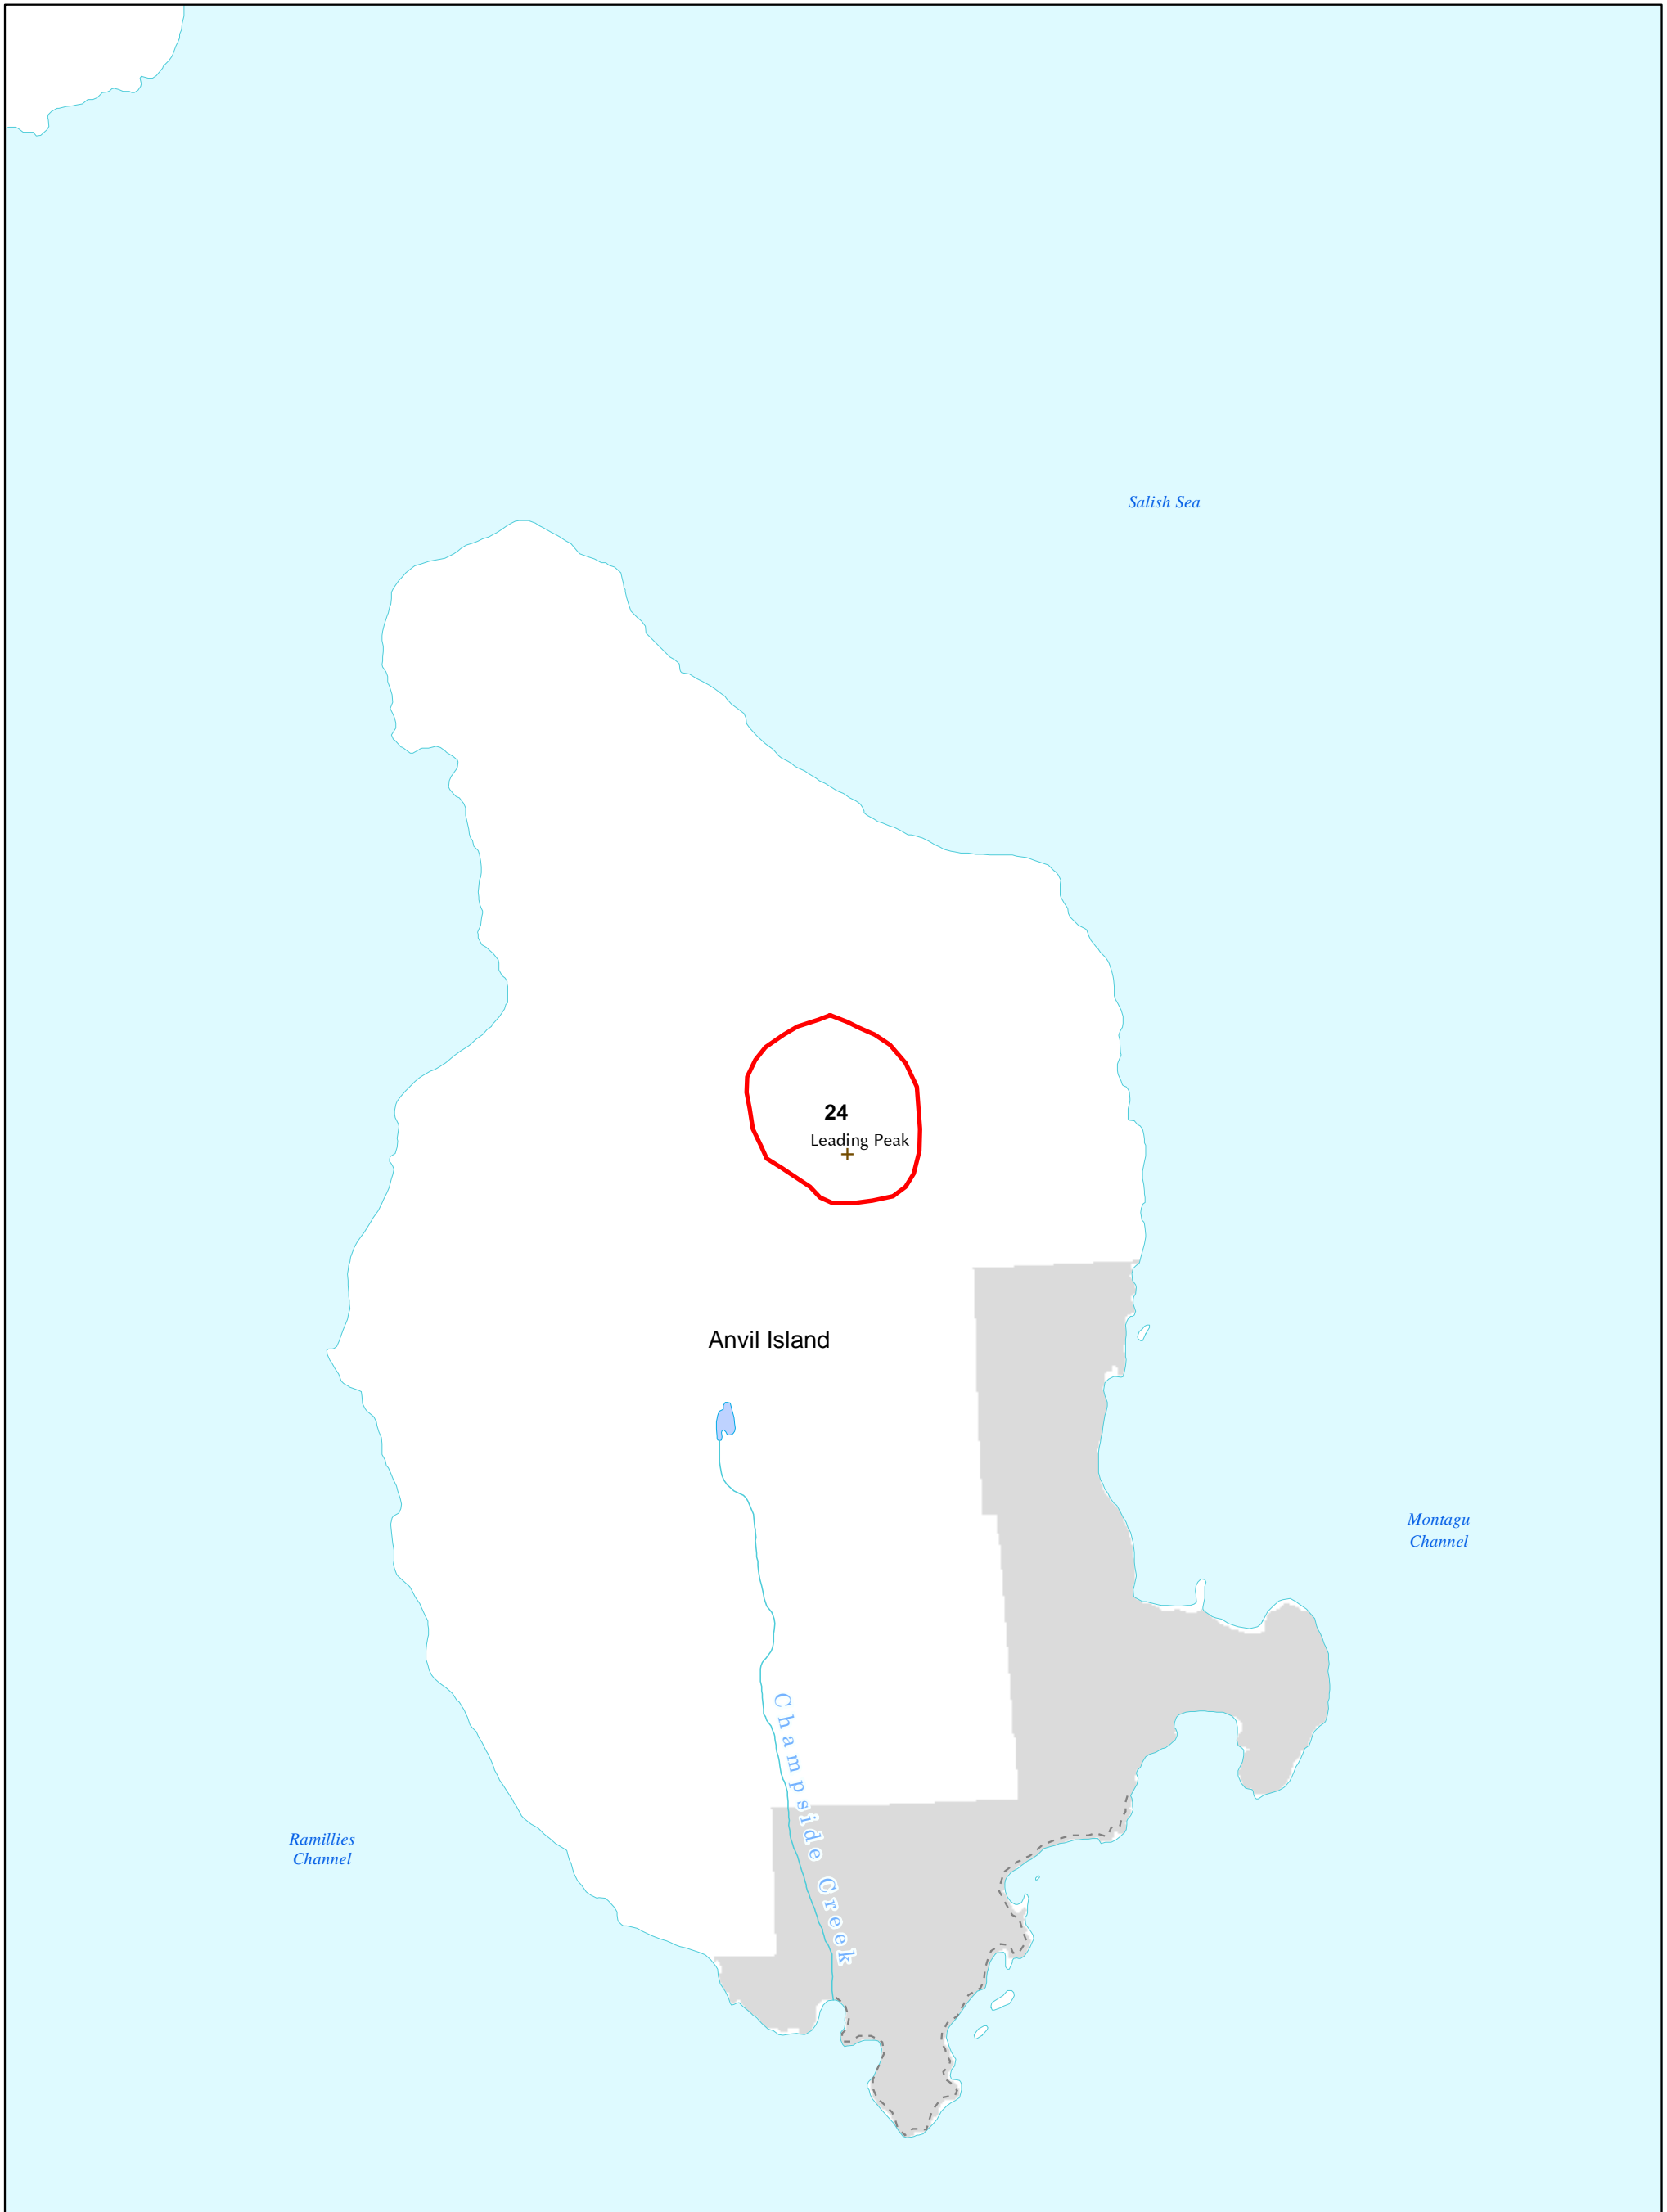 Salish Sea
24
Leading Peak
Anvil Island
Montagu
Channel
Champside Creek
Ramillies
Channel